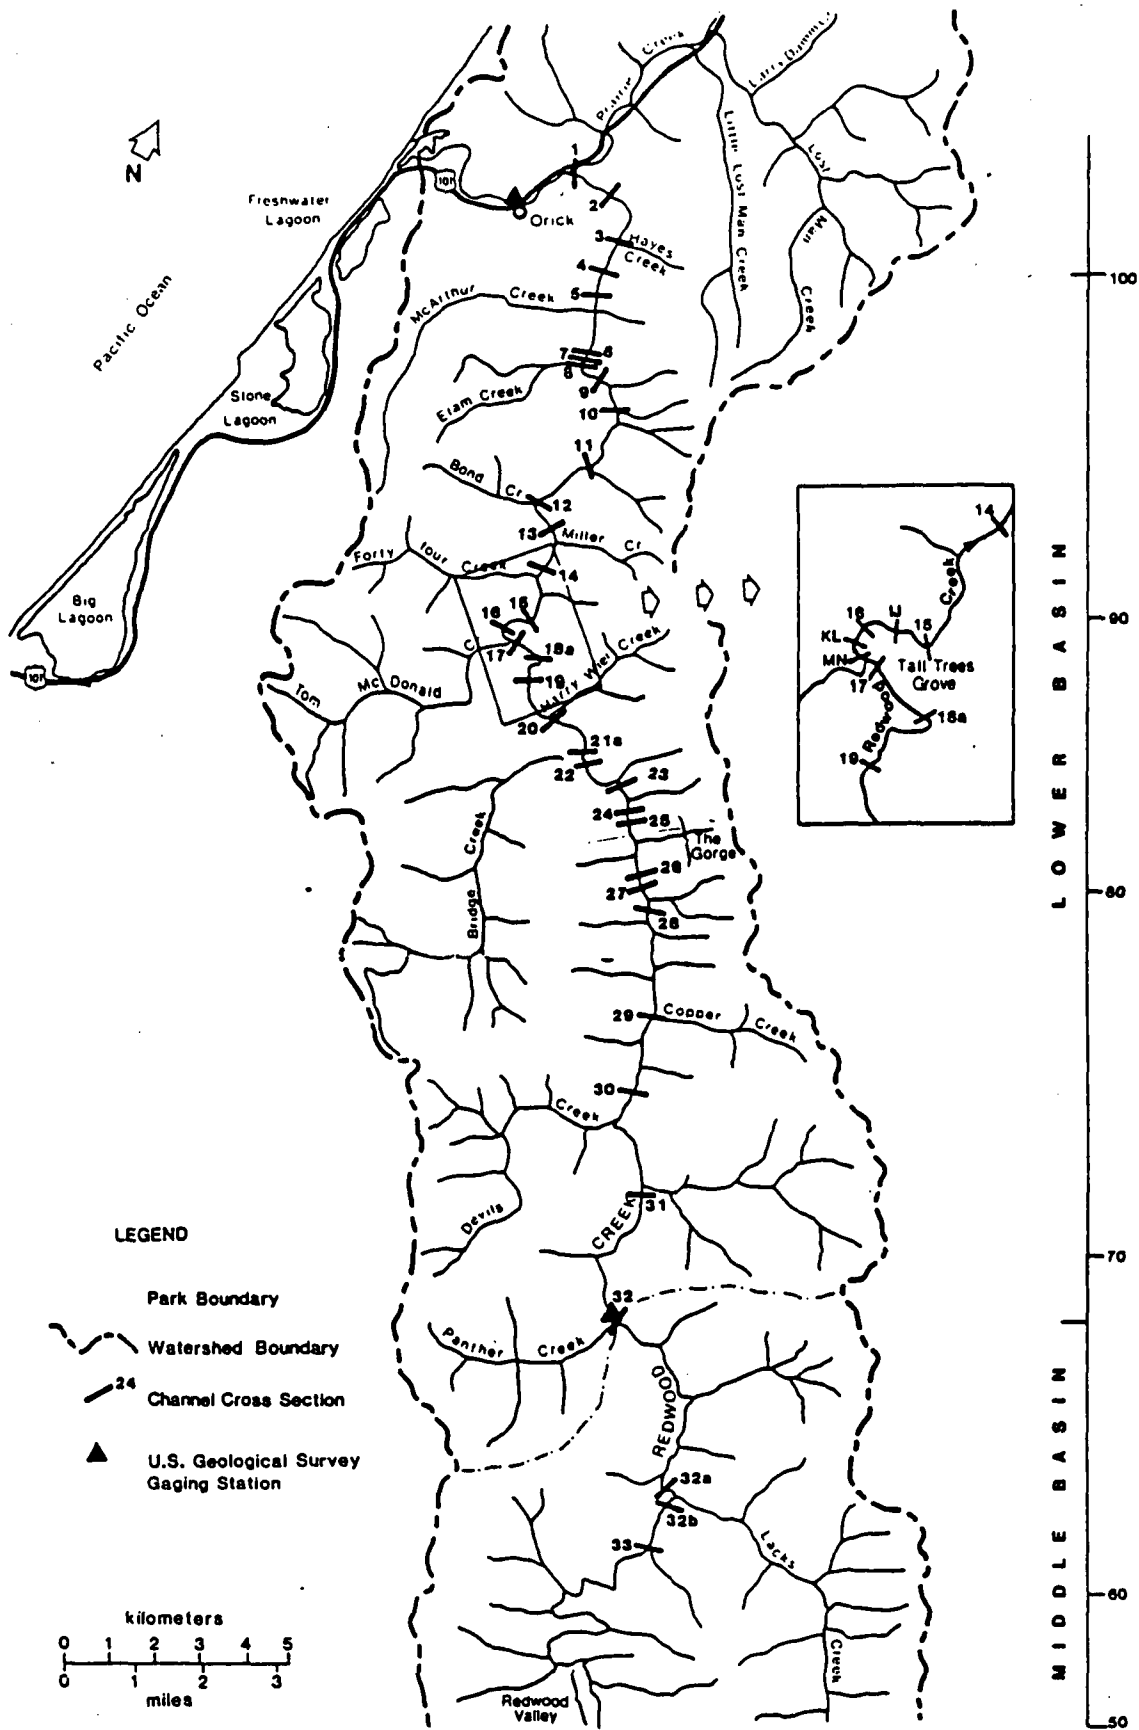 Prairie Creek
Little Lost Man Creek
Lost Man Creek
N
Freshwater
Lagoon
101
Orick
1
2
3
Hayes
Creek
4
5
McArthur Creek
Pacific Ocean
100
7
6
8
9
Elam Creek
10
Stone
Lagoon
11
Bond Cr
12
13
Miller Cr
Forty four Creek
14
Big
Lagoon
101
16
15
17
18a
19
C
Tom Mc Donald
Harry Wier Creek
20
21a
22
23
24
25
The
Gorge
26
27
28
Bridge Creek
29
Copper Creek
30
Creek
Devils
31
CREEK
32
Panther Creek
REDWOOD
32a
32b
33
Lacks
Creek
Redwood
Valley
14
Creek
16
IJ
15
KL
MN
Tall Trees
Grove
17
Redwood
18a
19
LOWER BASIN
MIDDLE BASIN
90
80
70
60
50
LEGEND
Park Boundary
Watershed Boundary
24
Channel Cross Section
U.S. Geological Survey
Gaging Station
kilometers
0 1 2 3 4 5
0 1 2 3
miles